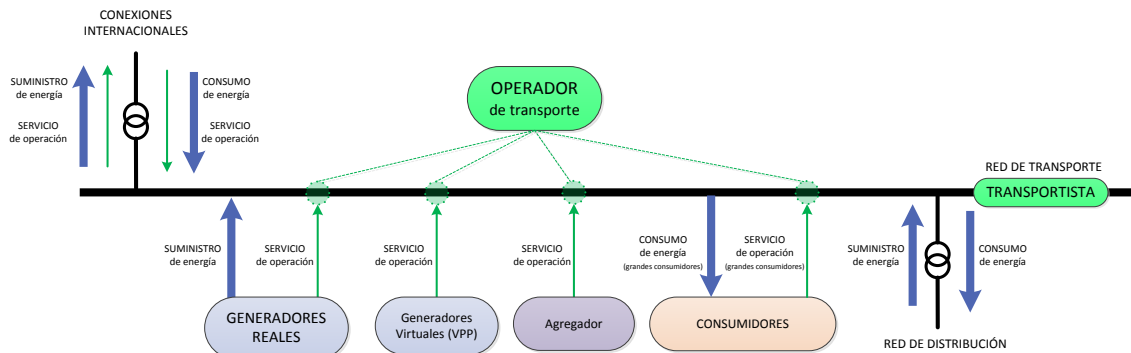 CONEXIONES
INTERNACIONALES
SUMINISTRO
de energía
SERVICIO
de operación
CONSUMO
de energía
SERVICIO
de operación
OPERADOR
de transporte
RED DE TRANSPORTE
TRANSPORTISTA
SUMINISTRO
de energía
SERVICIO
de operación
SERVICIO
de operación
SERVICIO
de operación
CONSUMO
de energía
(grandes consumidores)
SERVICIO
de operación
(grandes consumidores)
SUMINISTRO
de energía
CONSUMO
de energía
GENERADORES
REALES
Generadores
Virtuales (VPP)
Agregador
CONSUMIDORES
RED DE DISTRIBUCIÓN